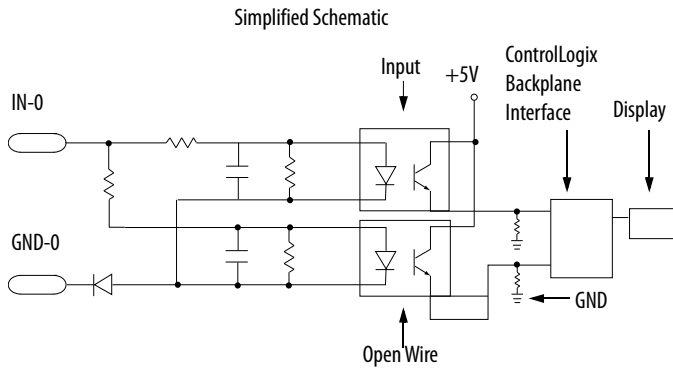 Simplified Schematic
Input
+5V
ControlLogix
Backplane
Interface
Display
IN-0
GND-0
GND
Open Wire